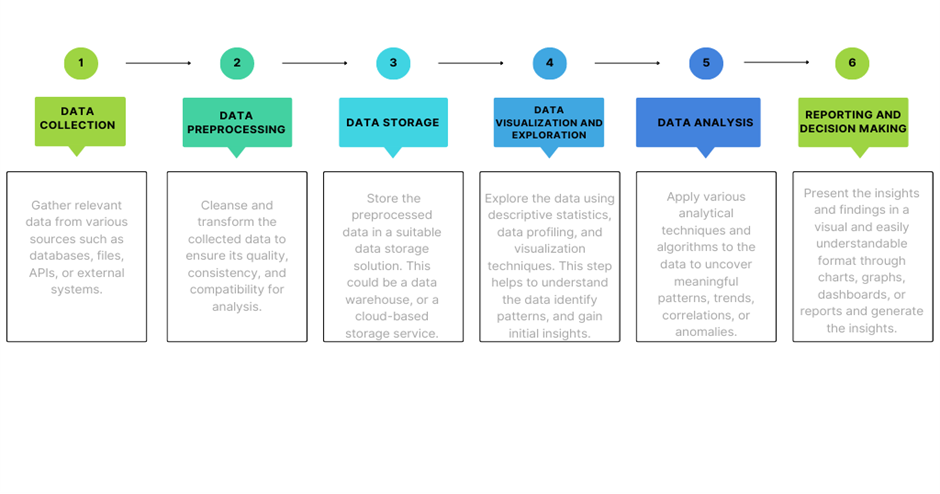 1
2
3
4
5
6
DATA
COLLECTION
DATA
PREPROCESSING
DATA STORAGE
DATA
VISUALIZATION AND
EXPLORATION
DATA ANALYSIS
REPORTING AND
DECISION MAKING
Gather relevant
data from various
sources such as
databases, files,
APIs, or external
systems.
Cleanse and
transform the
collected data to
ensure its quality,
consistency, and
compatibility for
analysis.
Store the
preprocessed
data in a suitable
data storage
solution. This
could be a data
warehouse, or a
cloud-based
storage service.
Explore the data using
descriptive statistics,
data profiling, and
visualization
techniques. This step
helps to understand
the data identify
patterns, and gain
initial insights.
Apply various
analytical
techniques and
algorithms to the
data to uncover
meaningful
patterns, trends,
correlations, or
anomalies.
Present the insights
and findings in a
visual and easily
understandable
format through
charts, graphs,
dashboards, or
reports and generate
the insights.